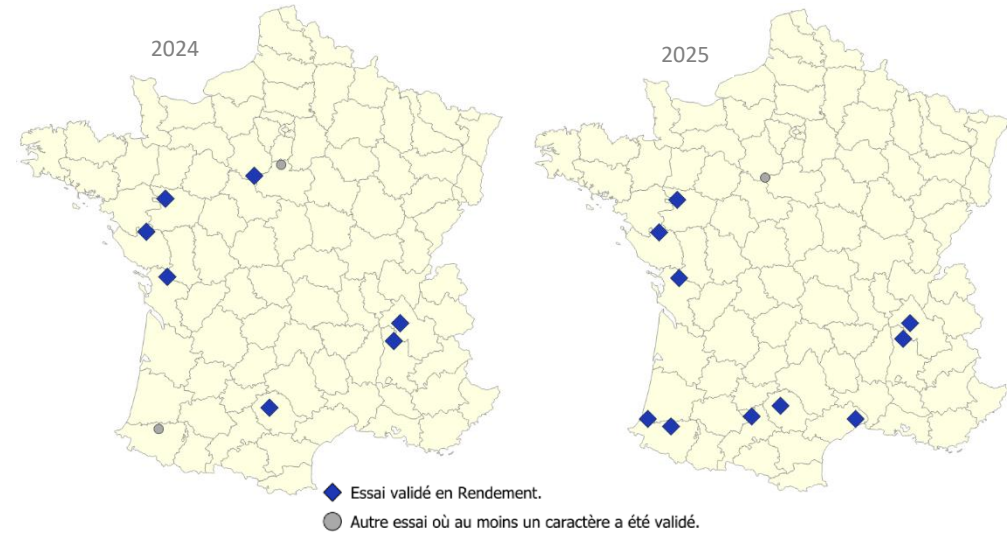 2024
2025
Essai validé en Rendement.
Autre essai où au moins un caractère a été validé.